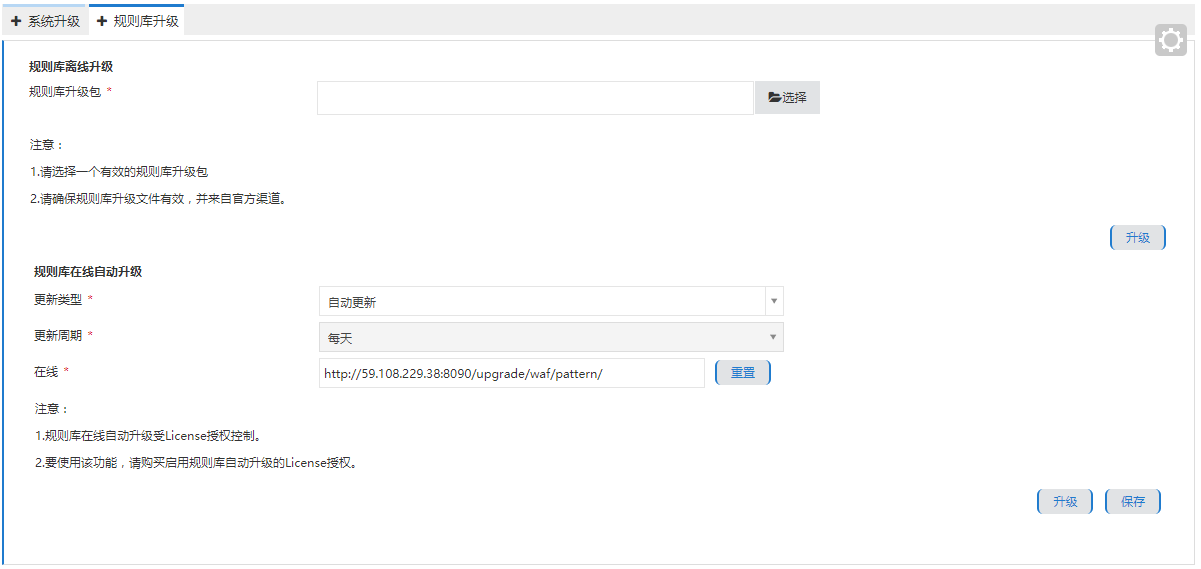 系统升级 规则库升级
规则库离线升级
规则库升级包 *
选择
注意：
1.请选择一个有效的规则库升级包
2.请确保规则库升级文件有效，并来自官方渠道。
升级
规则库在线自动升级
更新类型 * 自动更新
更新周期 * 每天
在线 * http://59.108.229.38:8090/upgrade/waf/pattern/ 重置
注意：
1.规则库在线自动升级受License授权控制。
2.要使用该功能，请购买启用规则库自动升级的License授权。
升级 保存